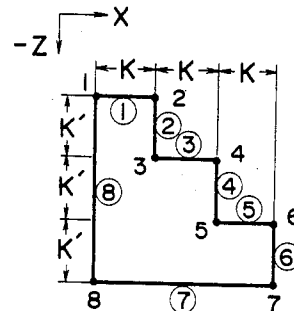 X
-Z
K K K
1 ① 2
K' ②
③
3 4
K' ⑧ ④
⑤
5 6
K' ⑥
8 ⑦ 7